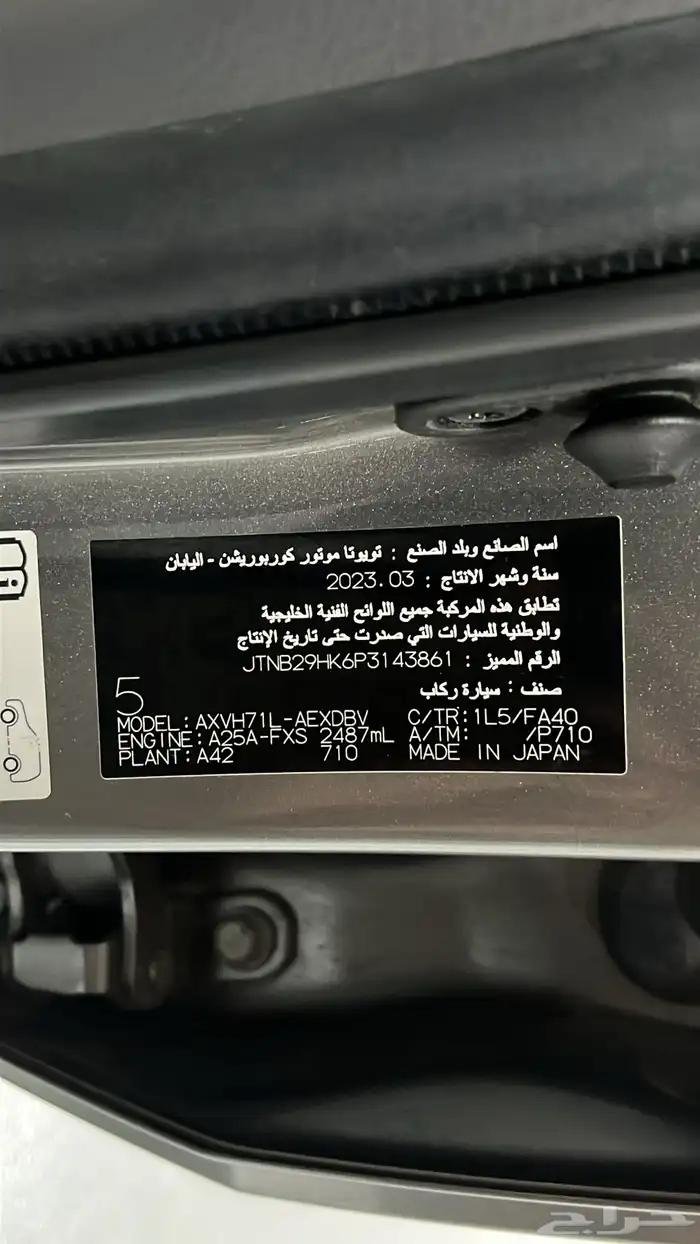 اسم الصانع وبلد الصنع : تويوتا موتور كوربوريشن - اليابان
سنة وشهر الانتاج : 2023.03
تطابق هذه المركبة جميع اللوائح الفنية الخليجية
والوطنية للسيارات التي صدرت حتى تاريخ الإنتاج
الرقم المميز : JTNB29HK6P3143861
صنف : سيارة ركاب
5
MODEL:AXVH71L-AEXDBV C/TR:1L5/FA40
ENGINE:A25A-FXS 2487mL A/TM: /P710
PLANT:A42 710 MADE IN JAPAN
حراج